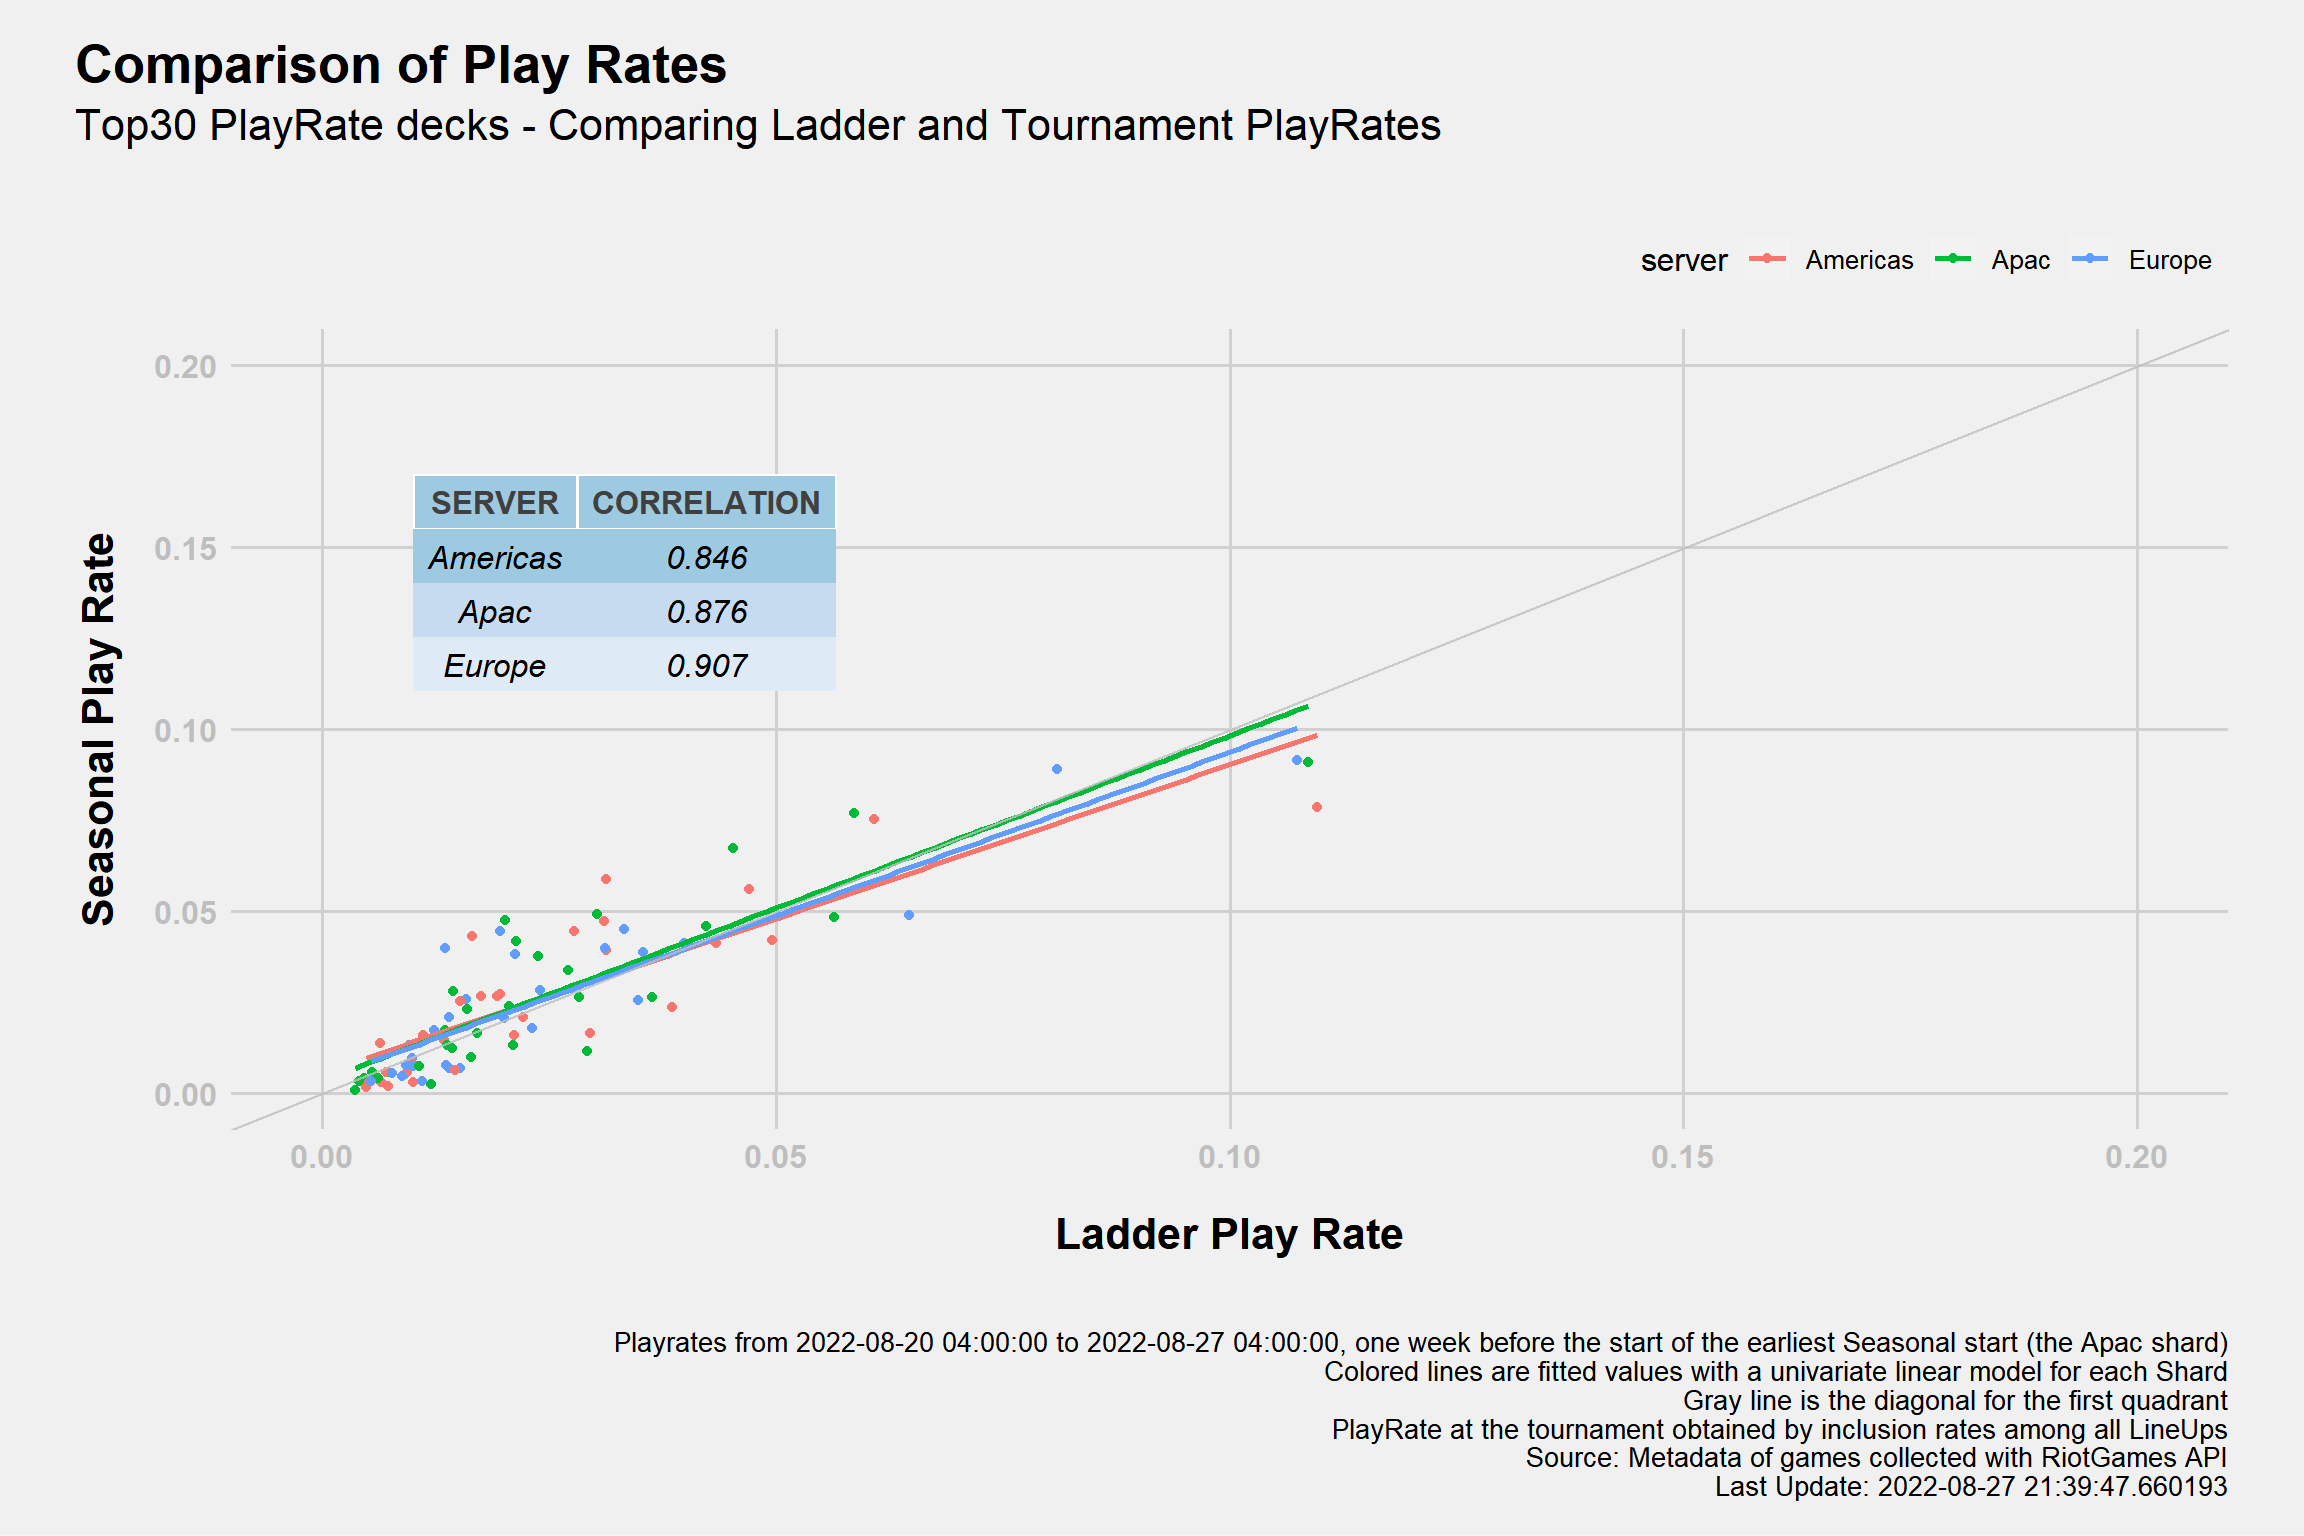 Comparison of Play Rates
Top30 PlayRate decks - Comparing Ladder and Tournament PlayRates
server Americas Apac Europe
0.20
0.15
0.10
0.05
0.00
Seasonal Play Rate
SERVER CORRELATION
Americas 0.846
Apac 0.876
Europe 0.907
0.00 0.05 0.10 0.15 0.20
Ladder Play Rate
Playrates from 2022-08-20 04:00:00 to 2022-08-27 04:00:00, one week before the start of the earliest Seasonal start (the Apac shard)
Colored lines are fitted values with a univariate linear model for each Shard
Gray line is the diagonal for the first quadrant
PlayRate at the tournament obtained by inclusion rates among all LineUps
Source: Metadata of games collected with RiotGames API
Last Update: 2022-08-27 21:39:47.660193